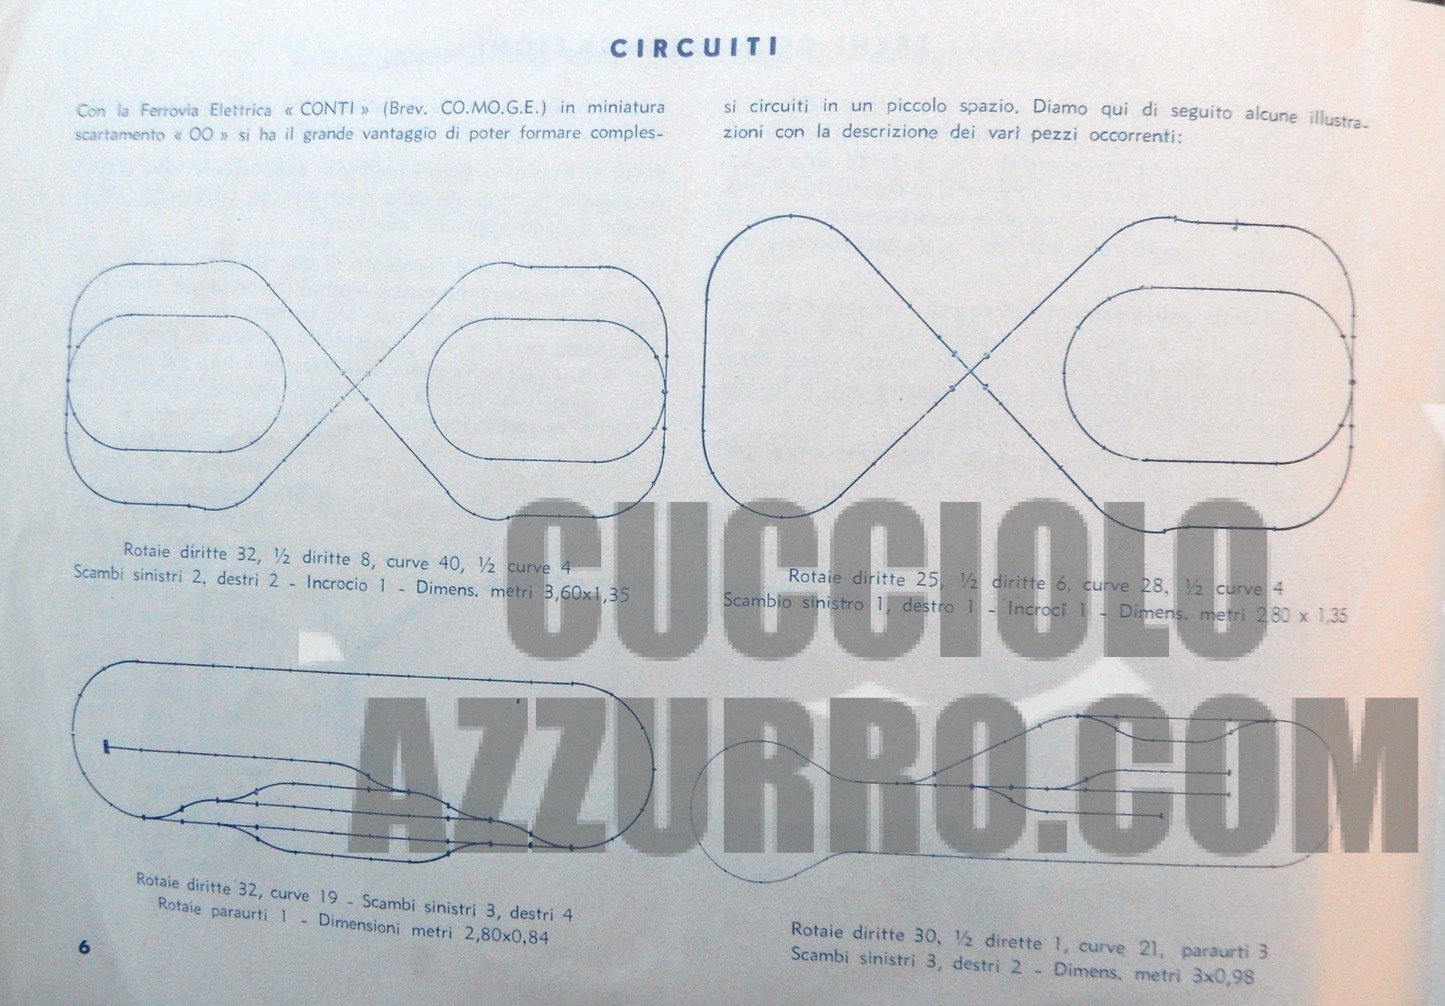 CIRCUITI
Con la Ferrovia Elettrica « CONTI » (Brev. CO.MO.G.E.) in miniatura
scartamento « OO » si ha il grande vantaggio di poter formare comples-
si circuiti in un piccolo spazio. Diamo qui di seguito alcune illustra-
zioni con la descrizione dei varî pezzi occorrenti:
Rotaie diritte 32, ½ diritte 8, curve 40, ½ curve 4
Scambi sinistri 2, destri 2 - Incrocio 1 - Dimens. metri 3,60x1,35
Rotaie diritte 25, ½ diritte 6, curve 28, ½ curve 4
Scambio sinistro 1, destro 1 - Incroci 1 - Dimens. metri 2,80 x 1,35
CUCCIOLO
AZZURRO.COM
Rotaie diritte 32, curve 19 - Scambi sinistri 3, destri 4
Rotaie paraurti 1 - Dimensioni metri 2,80x0,84
Rotaie diritte 30, ½ dirette 1, curve 21, paraurti 3
Scambi sinistri 3, destri 2 - Dimens. metri 3x0,98
6